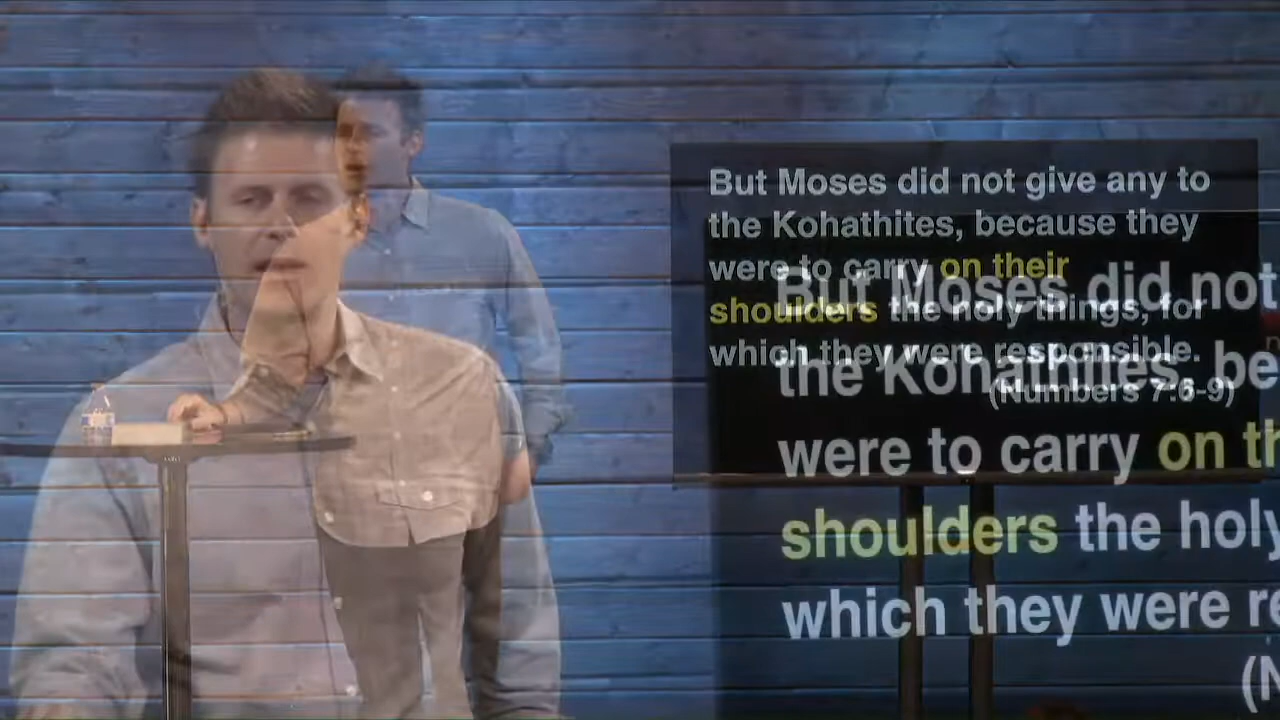 But Moses did not give any to
the Kohathites, because they
were to carry on their
shoulders the holy things, for
which they were responsible.
(Numbers 7:6-9)
But Moses did not
the Kohathites, be
were to carry on th
shoulders the holy
which they were re
(N